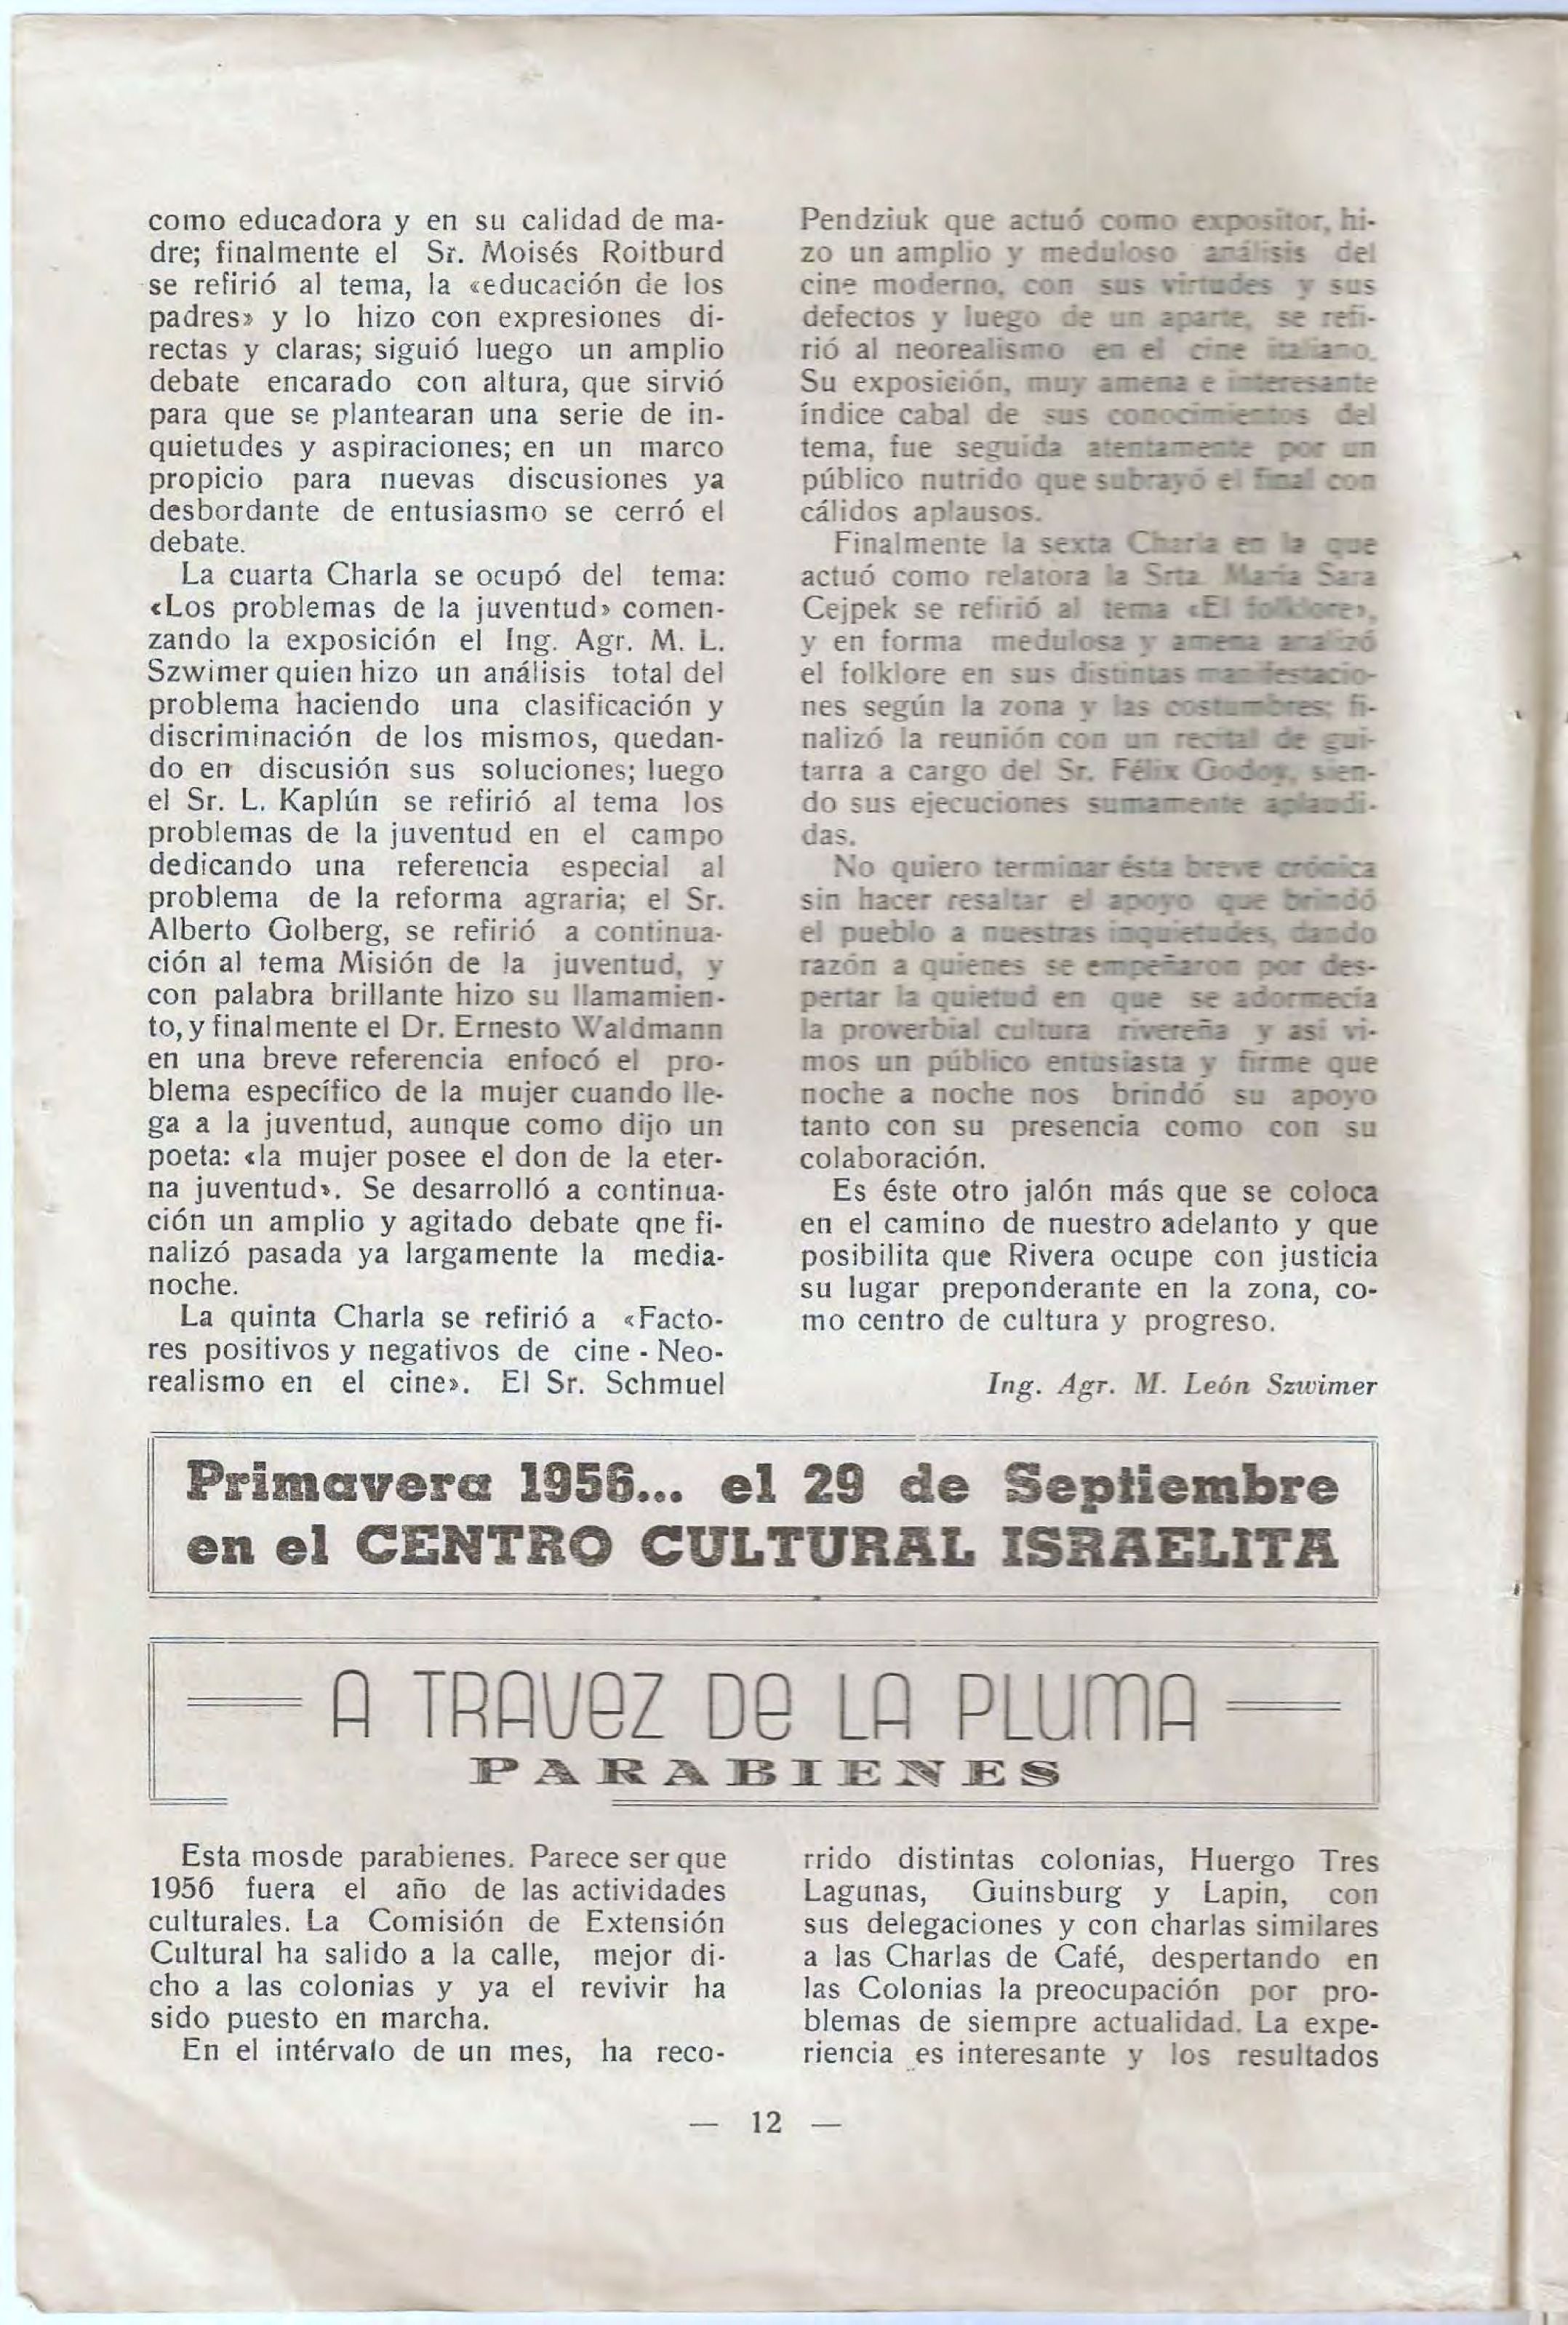 como educadora y en su calidad de ma-
dre; finalmente el Sr. Moisés Roitburd
se refirió al tema, la «educación de los
padres» y lo hizo con expresiones di-
rectas y claras; siguió luego un amplio
debate encarado con altura, que sirvió
para que se plantearan una serie de in-
quietudes y aspiraciones; en un marco
propicio para nuevas discusiones ya
desbordante de entusiasmo se cerró el
debate.
La cuarta Charla se ocupó del tema:
«Los problemas de la juventud» comen-
zando la exposición el Ing. Agr. M. L.
Szwimer quien hizo un análisis total del
problema haciendo una clasificación y
discriminación de los mismos, quedan-
do en discusión sus soluciones; luego
el Sr. L. Kaplún se refirió al tema los
problemas de la juventud en el campo
dedicando una referencia especial al
problema de la reforma agraria; el Sr.
Alberto Golberg, se refirió a continua-
ción al tema Misión de la juventud, y
con palabra brillante hizo su llamamien-
to, y finalmente el Dr. Ernesto Waldmann
en una breve referencia enfocó el pro-
blema específico de la mujer cuando lle-
ga a la juventud, aunque como dijo un
poeta: «la mujer posee el don de la eter-
na juventud». Se desarrolló a continua-
ción un amplio y agitado debate qne fi-
nalizó pasada ya largamente la media-
noche.
La quinta Charla se refirió a «Facto-
res positivos y negativos de cine - Neo-
realismo en el cine». El Sr. Schmuel
Pendziuk que actuó como expositor, hi-
zo un amplio y meduloso análisis del
cine moderno, con sus virtudes y sus
defectos y luego de un aparte, se refi-
rió al neorealismo en el cine italiano.
Su exposición, muy amena e interesante
índice cabal de sus conocimientos del
tema, fue seguida atentamente por un
público nutrido que subrayó el final con
cálidos aplausos.
Finalmente la sexta Charla en la que
actuó como relatora la Srta. María Sara
Cejpek se refirió al tema «El folklore»,
y en forma medulosa y amena analizó
el folklore en sus distintas manifestacio-
nes según la zona y las costumbres; fi-
nalizó la reunión con un recital de gui-
tarra a cargo del Sr. Félix Godoy, sien-
do sus ejecuciones sumamente aplaudi-
das.
No quiero terminar ésta breve crónica
sin hacer resaltar el apoyo que brindó
el pueblo a nuestras inquietudes, dando
razón a quienes se empeñaron por des-
pertar la quietud en que se adormecía
la proverbial cultura rivereña y así vi-
mos un público entusiasta y firme que
noche a noche nos brindó su apoyo
tanto con su presencia como con su
colaboración.
Es éste otro jalón más que se coloca
en el camino de nuestro adelanto y que
posibilita que Rivera ocupe con justicia
su lugar preponderante en la zona, co-
mo centro de cultura y progreso.
Ing. Agr. M. León Szwimer
Primavera 1956... el 29 de Septiembre
en el CENTRO CULTURAL ISRAELITA
A TRAVEZ DE LA PLUMA
PARABIENES
Esta mosde parabienes. Parece ser que
1956 fuera el año de las actividades
culturales. La Comisión de Extensión
Cultural ha salido a la calle, mejor di-
cho a las colonias y ya el revivir ha
sido puesto en marcha.
En el intérvalo de un mes, ha reco-
rrido distintas colonias, Huergo Tres
Lagunas, Guinsburg y Lapin, con
sus delegaciones y con charlas similares
a las Charlas de Café, despertando en
las Colonias la preocupación por pro-
blemas de siempre actualidad. La expe-
riencia es interesante y los resultados
— 12 —